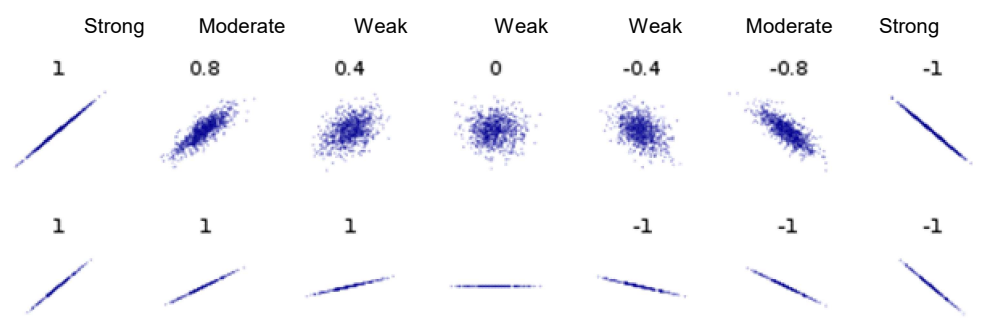 Strong Moderate Weak Weak Weak Moderate Strong
1 0.8 0.4 0 -0.4 -0.8 -1
1 1 1 -1 -1 -1